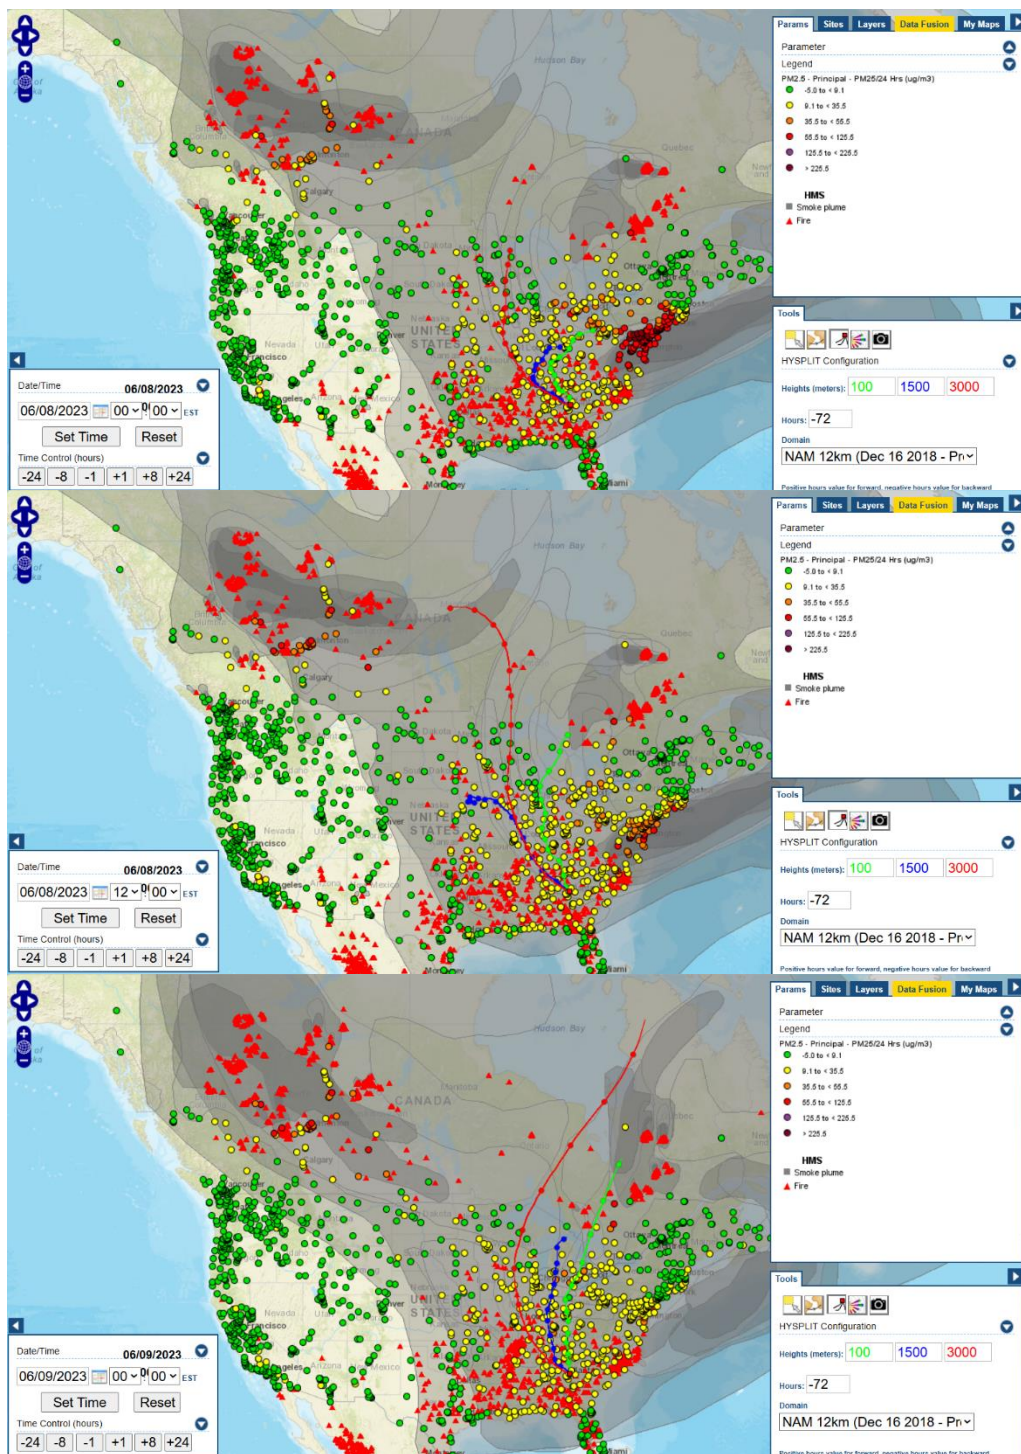 Params Sites Layers Data Fusion My Maps
Parameter
Legend
PM2.5 - Principal - PM25/24 Hrs (ug/m3)
-5.0 to < 9.1
9.1 to < 35.5
35.5 to < 55.5
55.5 to < 125.5
125.5 to < 225.5
> 225.5
HMS
Smoke plume
Fire
Hudson Bay
CANADA
Calgary
Quebec
Ottawa
UNITED
STATES
Nevada
Miami
Date/Time 06/08/2023
06/08/2023 00 00 EST
Set Time Reset
Time Control (hours)
-24 -8 -1 +1 +8 +24
Tools
HYSPLIT Configuration
Heights (meters): 100 1500 3000
Hours: -72
Domain
NAM 12km (Dec 16 2018 - Pr
Positive hours value for forward, negative hours value for backward
Params Sites Layers Data Fusion My Maps
Parameter
Legend
PM2.5 - Principal - PM25/24 Hrs (ug/m3)
-5.0 to < 9.1
9.1 to < 35.5
35.5 to < 55.5
55.5 to < 125.5
125.5 to < 225.5
> 225.5
HMS
Smoke plume
Fire
Hudson Bay
CANADA
Calgary
Quebec
Ottawa
Nebraska
UNITED
STATES
Nevada
Miami
Date/Time 06/08/2023
06/08/2023 12 00 EST
Set Time Reset
Time Control (hours)
-24 -8 -1 +1 +8 +24
Tools
HYSPLIT Configuration
Heights (meters): 100 1500 3000
Hours: -72
Domain
NAM 12km (Dec 16 2018 - Pr
Positive hours value for forward, negative hours value for backward
Params Sites Layers Data Fusion My Maps
Parameter
Legend
PM2.5 - Principal - PM25/24 Hrs (ug/m3)
-5.0 to < 9.1
9.1 to < 35.5
35.5 to < 55.5
55.5 to < 125.5
125.5 to < 225.5
> 225.5
HMS
Smoke plume
Fire
Hudson Bay
Manitoba
CANADA
Calgary
Quebec
Ottawa
UNITED
STATES
Nevada
Date/Time 06/09/2023
06/09/2023 00 00 EST
Set Time Reset
Time Control (hours)
-24 -8 -1 +1 +8 +24
Tools
HYSPLIT Configuration
Heights (meters): 100 1500 3000
Hours: -72
Domain
NAM 12km (Dec 16 2018 - Pr
Positive hours value for forward, negative hours value for backward